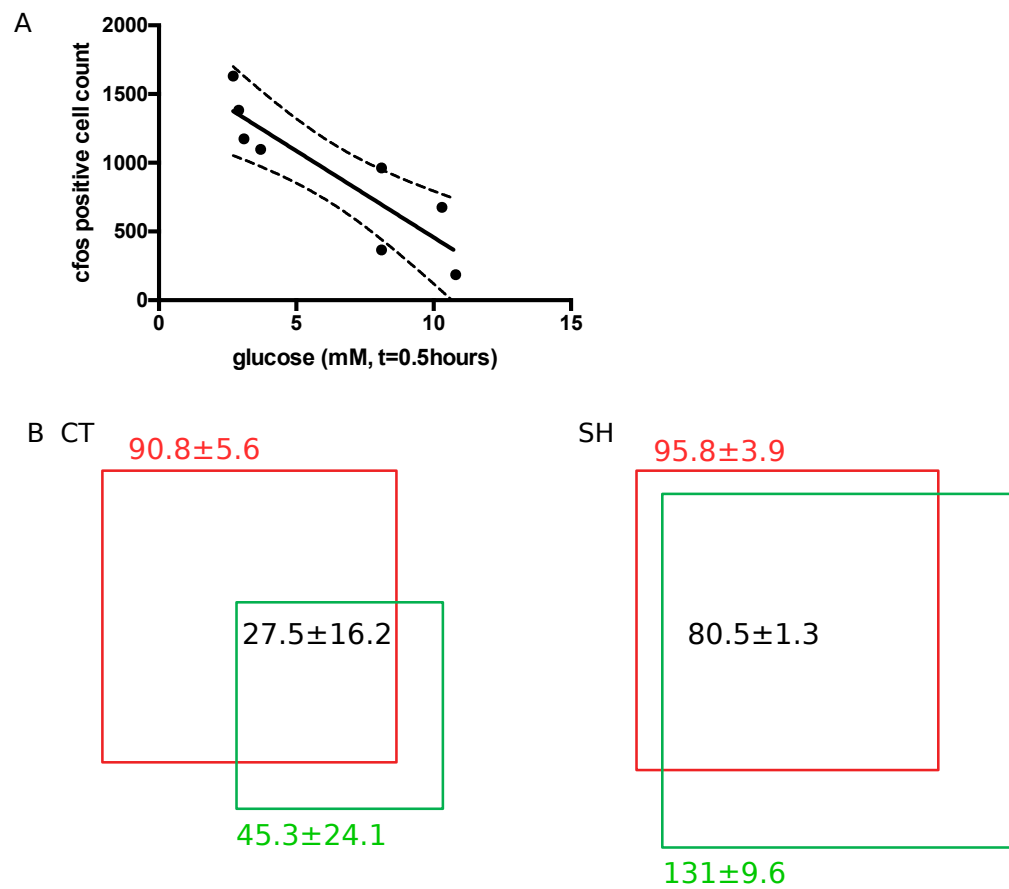 A
cfos positive cell count
2000
1500
1000
500
0
0 5 10 15
glucose (mM, t=0.5hours)
B CT
90.8±5.6
27.5±16.2
45.3±24.1
SH
95.8±3.9
80.5±1.3
131±9.6